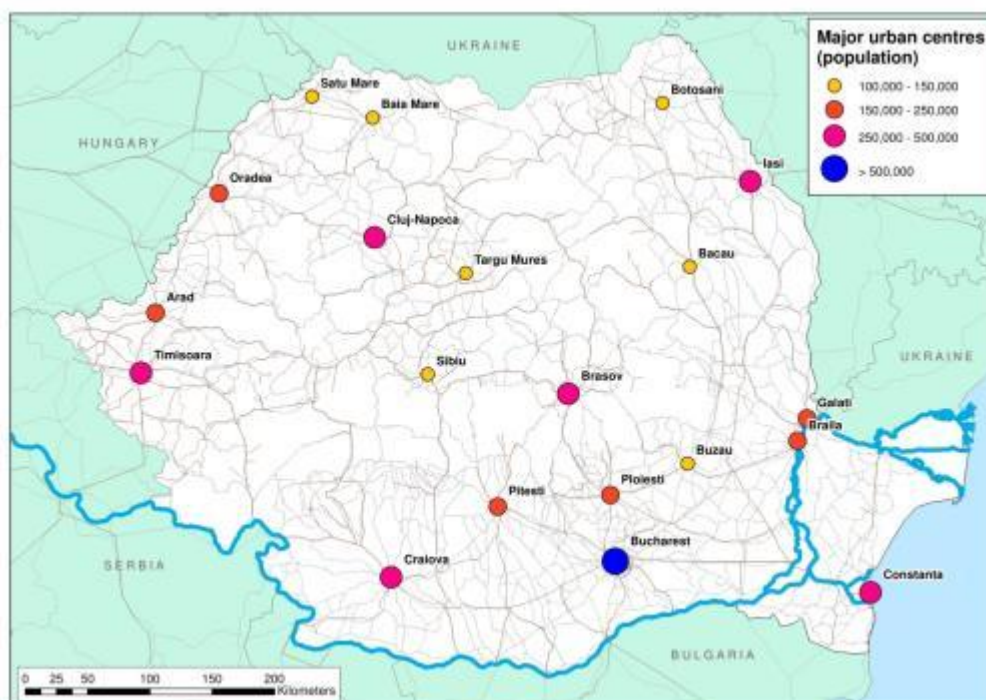 UKRAINE
Major urban centres
(population)
100,000 - 150,000
150,000 - 250,000
250,000 - 500,000
> 500,000
Satu Mare
Baia Mare
Botosani
HUNGARY
Iasi
Oradea
Cluj-Napoca
Targu Mures
Bacau
Arad
Timisoara
Sibiu
Brasov
UKRAINE
Galati
Braila
Buzau
Pitesti
Ploiesti
Bucharest
SERBIA
Craiova
Constanta
BULGARIA
0 25 50 100 150 200
Kilometers